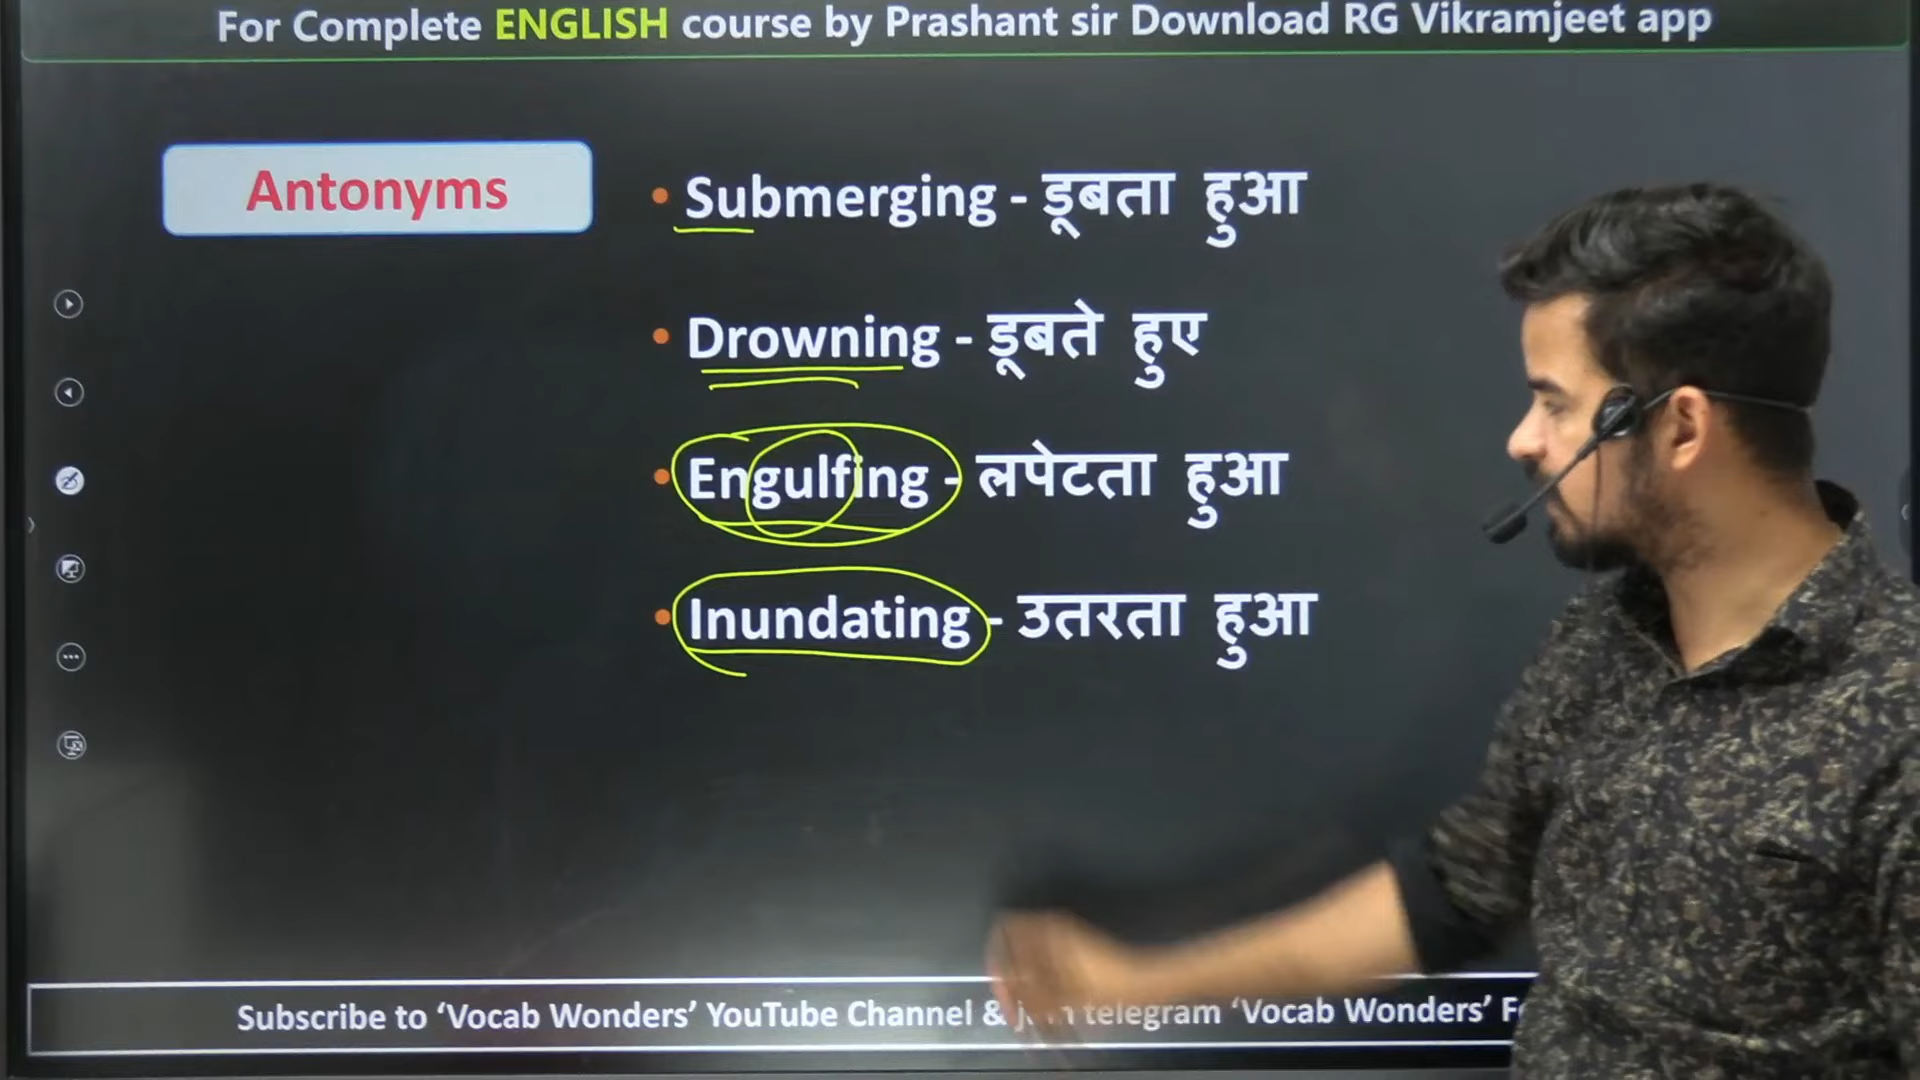 For Complete ENGLISH course by Prashant sir Download RG Vikramjeet app
Antonyms
• Submerging - डूबता हुआ
• Drowning - डूबते हुए
• Engulfing - लपेटता हुआ
• Inundating - उतरता हुआ
Subscribe to ‘Vocab Wonders’ YouTube Channel & telegram ‘Vocab Wonders’